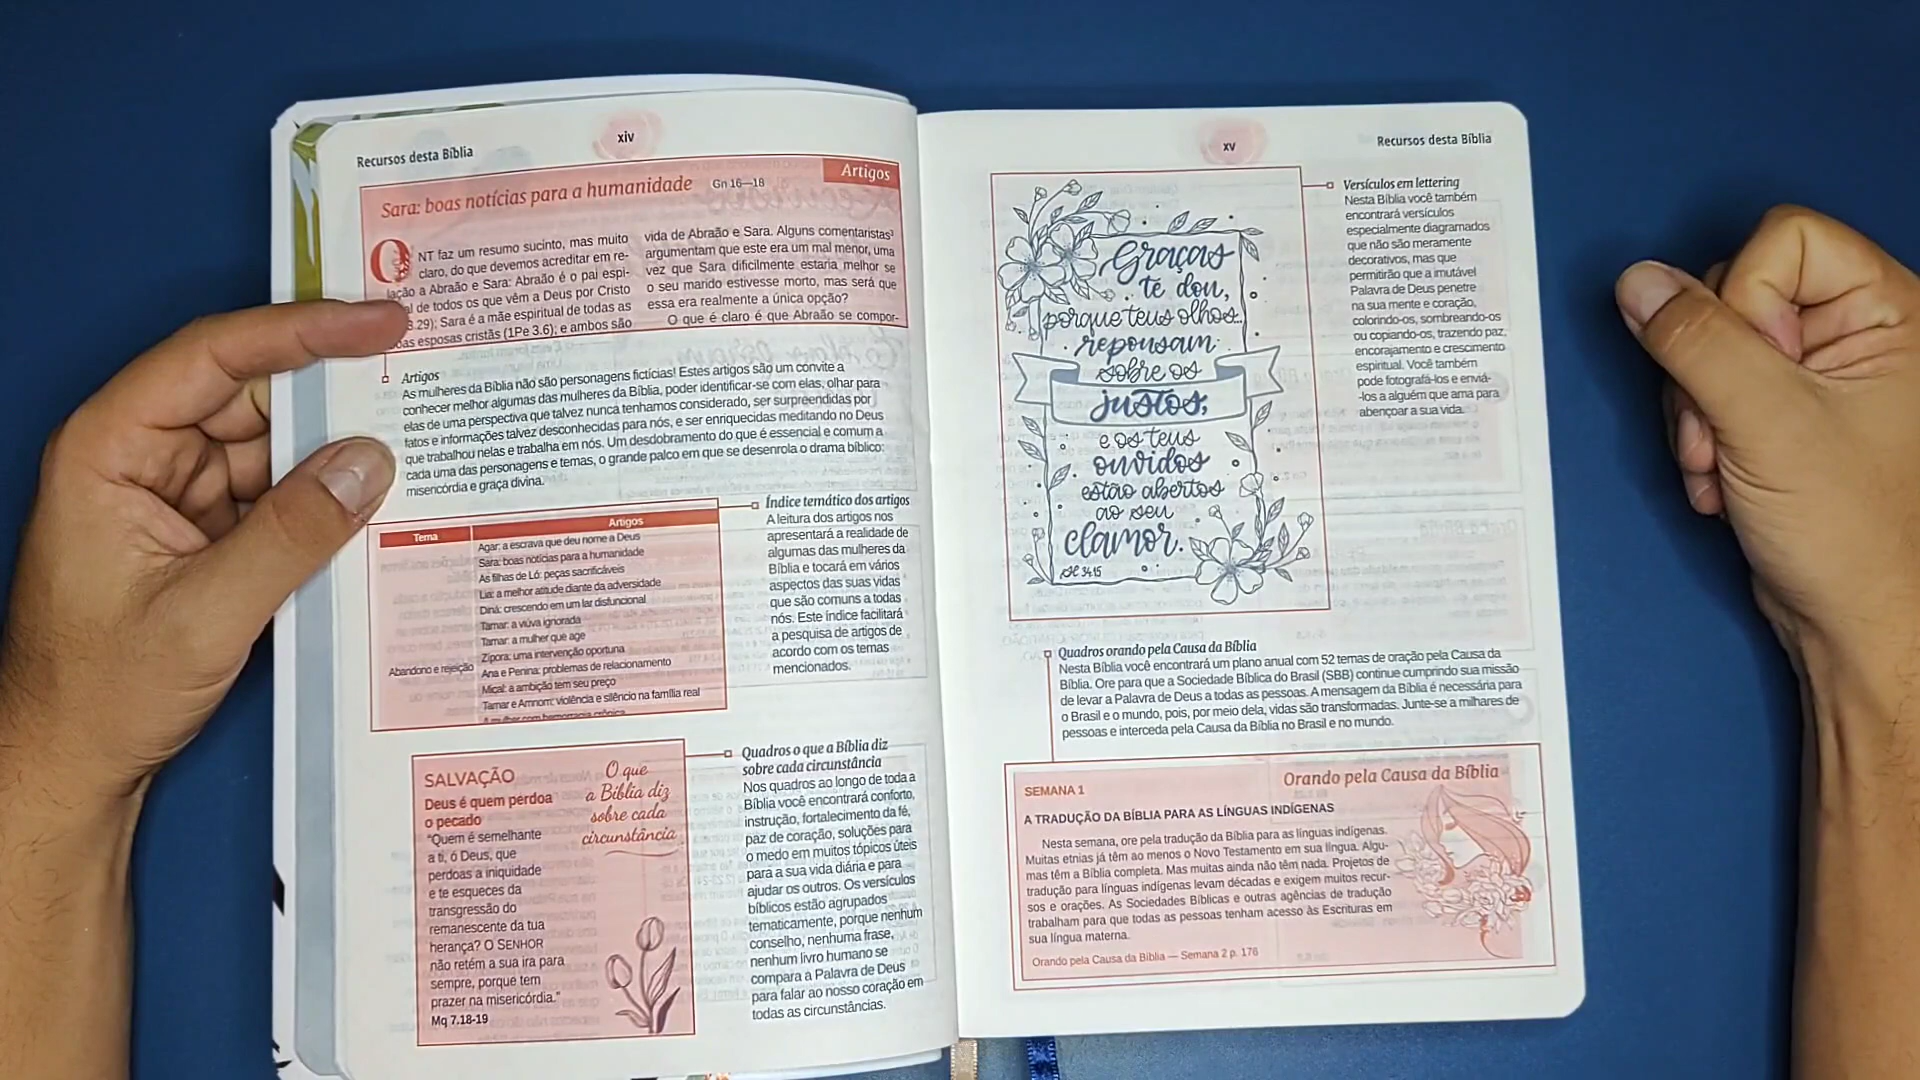 Recursos desta Bíblia
xiv
Artigos
Sara: boas notícias para a humanidade Gn 16—18
O NT faz um resumo sucinto, mas muito
claro, do que devemos acreditar em re-
lação a Abraão e Sara: Abraão é o pai espi-
al de todos os que vêm a Deus por Cristo
3.29); Sara é a mãe espiritual de todas as
boas esposas cristãs (1Pe 3.6); e ambos são
vida de Abraão e Sara. Alguns comentaristas¹
argumentam que este era um mal menor, uma
vez que Sara dificilmente estaria melhor se
o seu marido estivesse morto, mas será que
essa era realmente a única opção?
O que é claro é que Abraão se compor-
Artigos
As mulheres da Bíblia não são personagens fictícias! Estes artigos são um convite a
conhecer melhor algumas das mulheres da Bíblia, poder identificar-se com elas, olhar para
elas de uma perspectiva que talvez nunca tenhamos considerado, ser surpreendidas por
fatos e informações talvez desconhecidas para nós, e ser enriquecidas meditando no Deus
que trabalhou nelas e trabalha em nós. Um desdobramento do que é essencial e comum a
cada uma das personagens e temas, o grande palco em que se desenrola o drama bíblico:
misericórdia e graça divina.
Tema Artigos
Agar: a escrava que deu nome a Deus
Sara: boas notícias para a humanidade
As filhas de Ló: peças sacrificáveis
Lia: a melhor atitude diante da adversidade
Diná: crescendo em um lar disfuncional
Tamar: a viúva ignorada
Tamar: a mulher que age
Zípora: uma intervenção oportuna
Abandono e rejeição
Ana e Penina: problemas de relacionamento
Mical: a ambição tem seu preço
Tamar e Amnom: violência e silêncio na família real
A mulher com hemorragia crônica
Índice temático dos artigos
A leitura dos artigos nos
apresentará a realidade de
algumas das mulheres da
Bíblia e tocará em vários
aspectos das suas vidas
que são comuns a todas
nós. Este índice facilitará
a pesquisa de artigos de
acordo com os temas
mencionados.
SALVAÇÃO
Deus é quem perdoa
o pecado
"Quem é semelhante
a ti, ó Deus, que
perdoas a iniquidade
e te esqueces da
transgressão do
remanescente da tua
herança? O SENHOR
não retém a sua ira para
sempre, porque tem
prazer na misericórdia."
Mq 7.18-19
O que
a Bíblia diz
sobre cada
circunstância
Quadros o que a Bíblia diz
sobre cada circunstância
Nos quadros ao longo de toda a
Bíblia você encontrará conforto,
instrução, fortalecimento da fé,
paz de coração, soluções para
o medo em muitos tópicos úteis
para a sua vida diária e para
ajudar os outros. Os versículos
bíblicos estão agrupados
tematicamente, porque nenhum
conselho, nenhuma frase,
nenhum livro humano se
compara a Palavra de Deus
para falar ao nosso coração em
todas as circunstâncias.
xv
Recursos desta Bíblia
Graças
te dou,
porque teus olhos
repousam
sobre os
justos,
e os teus
ouvidos
estão abertos
ao seu
clamor.
Sl 34.15
Versículos em lettering
Nesta Bíblia você também
encontrará versículos
especialmente diagramados
que não são meramente
decorativos, mas que
permitirão que a imutável
Palavra de Deus penetre
na sua mente e coração,
colorindo-os, sombreando-os
ou copiando-os, trazendo paz,
encorajamento e crescimento
espiritual. Você também
pode fotografá-los e enviá-
-los a alguém que ama para
abençoar a sua vida.
Quadros orando pela Causa da Bíblia
Nesta Bíblia você encontrará um plano anual com 52 temas de oração pela Causa da
Bíblia. Ore para que a Sociedade Bíblica do Brasil (SBB) continue cumprindo sua missão
de levar a Palavra de Deus a todas as pessoas. A mensagem da Bíblia é necessária para
o Brasil e o mundo, pois, por meio dela, vidas são transformadas. Junte-se a milhares de
pessoas e interceda pela Causa da Bíblia no Brasil e no mundo.
Orando pela Causa da Bíblia
SEMANA 1
A TRADUÇÃO DA BÍBLIA PARA AS LÍNGUAS INDÍGENAS
Nesta semana, ore pela tradução da Bíblia para as línguas indígenas.
Muitas etnias já têm ao menos o Novo Testamento em sua língua. Algu-
mas têm a Bíblia completa. Mas muitas ainda não têm nada. Projetos de
tradução para línguas indígenas levam décadas e exigem muitos recur-
sos e orações. As Sociedades Bíblicas e outras agências de tradução
trabalham para que todas as pessoas tenham acesso às Escrituras em
sua língua materna.
Orando pela Causa da Bíblia — Semana 2 p. 176